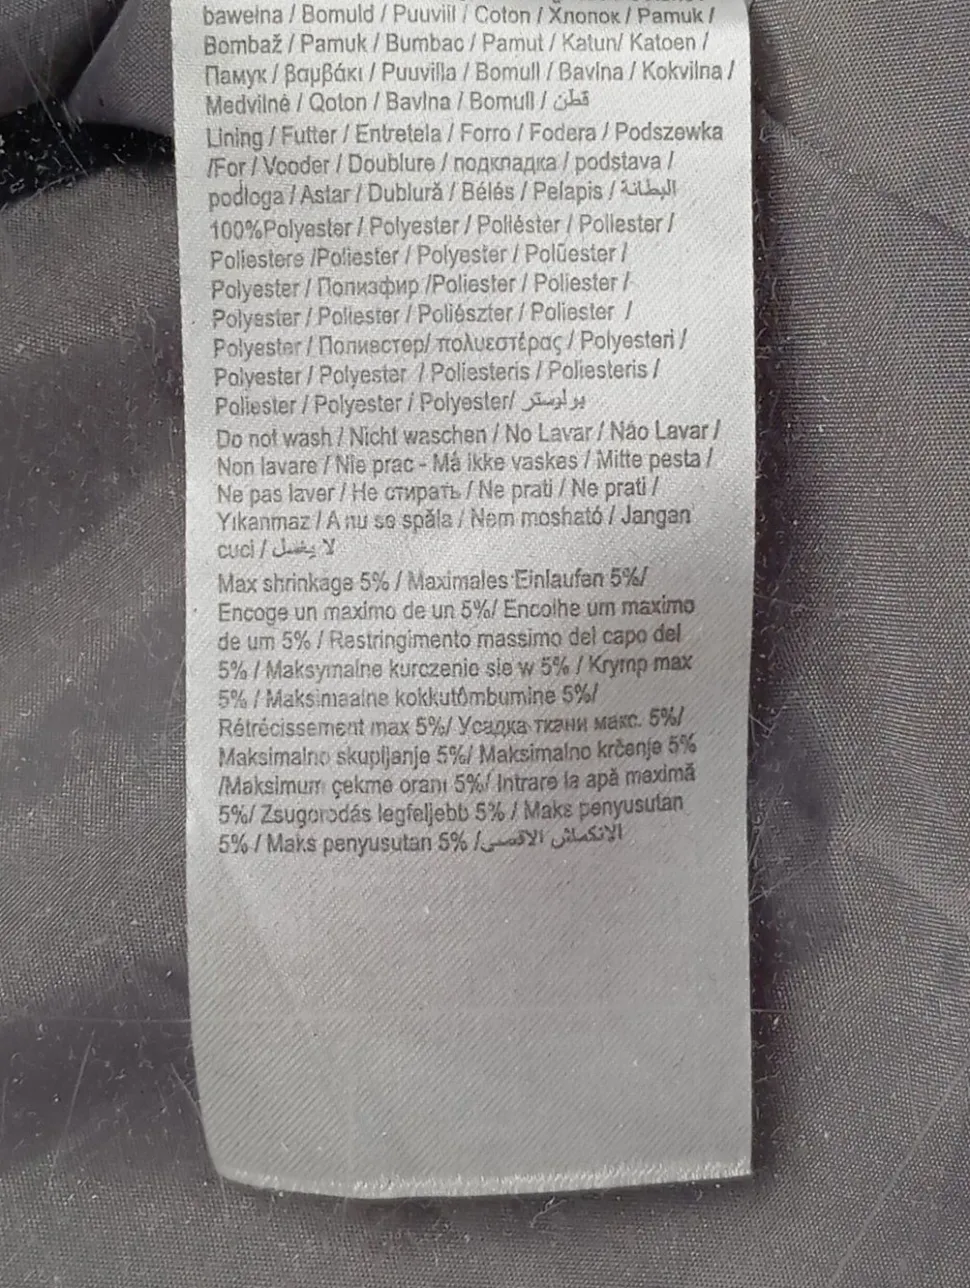 bawełna / Bomuld / Puuviil / Coton / Хлопок / Pamuk /
Bombaž / Pamuk / Bumbac / Pamut / Katun/ Katoen /
Памук / βαμβάκι / Puuvilla / Bomull / Bavlna / Kokvilna /
Medvilnė / Qoton / Bavlna / Bomull / قطن
Lining / Futter / Entretela / Forro / Fodera / Podszewka
/For / Vooder / Doublure / подкладка / podstava /
podloga / Astar / Dublură / Bélés / Pelapis / البطانة
100%Polyester / Polyester / Poliéster / Poliester /
Poliestere /Poliester / Polyester / Polüester /
Polyester / Полиэфир /Poliester / Poliester /
Polyester / Poliester / Poliészter / Poliester /
Polyester / Полиестер/ πολυεστέρας / Polyesteri /
Polyester / Polyester / Poliesteris / Poliesteris /
Poliester / Polyester / Polyester/ بوليستر
Do not wash / Nicht waschen / No Lavar / Não Lavar /
Non lavare / Nie prac - Må ikke vaskes / Mitte pesta /
Ne pas laver / Не стирать / Ne prati / Ne prati /
Yıkanmaz / A nu se spăla / Nem mosható / Jangan
cuci / لا يغسل
Max shrinkage 5% / Maximales Einlaufen 5%/
Encoge un maximo de un 5%/ Encolhe um maximo
de um 5% / Restringimento massimo del capo del
5% / Maksymalne kurczenie sie w 5% / Krymp max
5% / Maksimaalne kokkutõmbumine 5%/
Rétrécissement max 5%/ Усадка ткани макс. 5%/
Maksimalno skupljanje 5%/ Maksimalno krčenje 5%
/Maksimum çekme oranı 5%/ Intrare la apă maximă
5%/ Zsugorodás legfeljebb 5% / Maks penyusutan
5% / Maks penyusutan 5% /الانكماش الاقصى